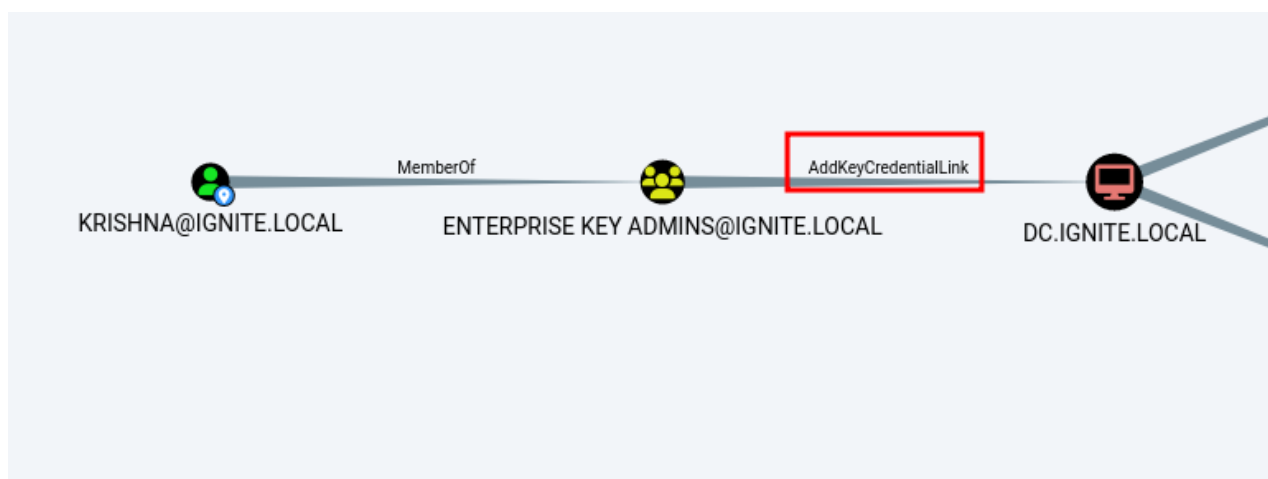 MemberOf
AddKeyCredentialLink
KRISHNA@IGNITE.LOCAL
ENTERPRISE KEY ADMINS@IGNITE.LOCAL
DC.IGNITE.LOCAL